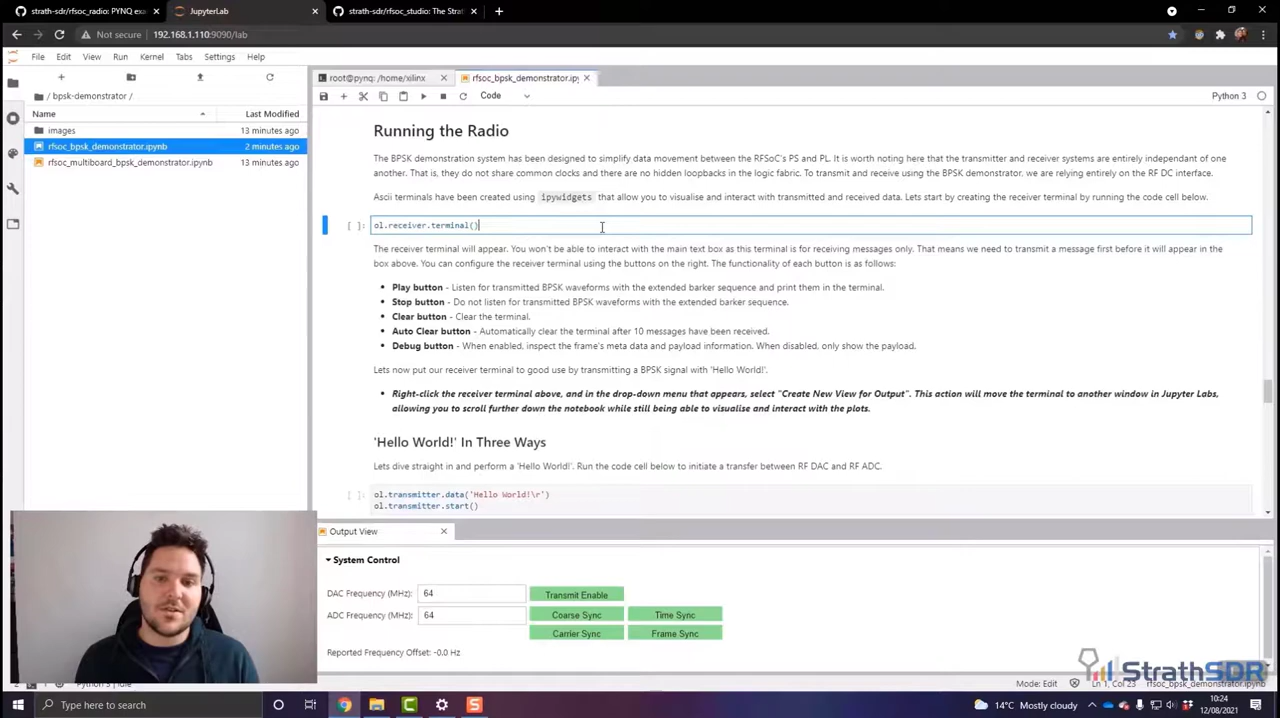 strath-sdr/rfsoc_radio: PYNQ exa
JupyterLab
strath-sdr/rfsoc_studio: The Strat
Not secure 192.168.1.110:9090/lab
File Edit View Run Kernel Tabs Settings Help
/ bpsk-demonstrator /
Name Last Modified
images 13 minutes ago
rfsoc_bpsk_demonstrator.ipynb 2 minutes ago
rfsoc_multiboard_bpsk_demonstrator.ipynb 13 minutes ago
root@pynq: /home/xilinx
rfsoc_bpsk_demonstrator.ipy
Code
Python 3
Running the Radio
The BPSK demonstration system has been designed to simplify data movement between the RFSoC's PS and PL. It is worth noting here that the transmitter and receiver systems are entirely independant of one
another. That is, they do not share common clocks and there are no hidden loopbacks in the logic fabric. To transmit and receive using the BPSK demonstrator, we are relying entirely on the RF DC interface.
Ascii terminals have been created using ipywidgets that allow you to visualise and interact with transmitted and received data. Lets start by creating the receiver terminal by running the code cell below.
[ ]: ol.receiver.terminal()
The receiver terminal will appear. You won't be able to interact with the main text box as this terminal is for receiving messages only. That means we need to transmit a message first before it will appear in the
box above. You can configure the receiver terminal using the buttons on the right. The functionality of each button is as follows:
• Play button - Listen for transmitted BPSK waveforms with the extended barker sequence and print them in the terminal.
• Stop button - Do not listen for transmitted BPSK waveforms with the extended barker sequence.
• Clear button - Clear the terminal.
• Auto Clear button - Automatically clear the terminal after 10 messages have been received.
• Debug button - When enabled, inspect the frame's meta data and payload information. When disabled, only show the payload.
Lets now put our receiver terminal to good use by transmitting a BPSK signal with 'Hello World!'.
• Right-click the receiver terminal above, and in the drop-down menu that appears, select "Create New View for Output". This action will move the terminal to another window in Jupyter Labs,
allowing you to scroll further down the notebook while still being able to visualise and interact with the plots.
'Hello World!' In Three Ways
Lets dive straight in and perform a 'Hello World!'. Run the code cell below to initiate a transfer between RF DAC and RF ADC.
[ ]: ol.transmitter.data('Hello World!\r')
ol.transmitter.start()
Output View
System Control
DAC Frequency (MHz): 64 Transmit Enable
ADC Frequency (MHz): 64 Coarse Sync Time Sync
Carrier Sync Frame Sync
Reported Frequency Offset: -0.0 Hz
StrathSDR
Python 3 | Idle
Mode: Edit Ln 1, Col 23 rfsoc_bpsk_demonstrator.ipynb
Type here to search
14°C Mostly cloudy
10:24
12/08/2021